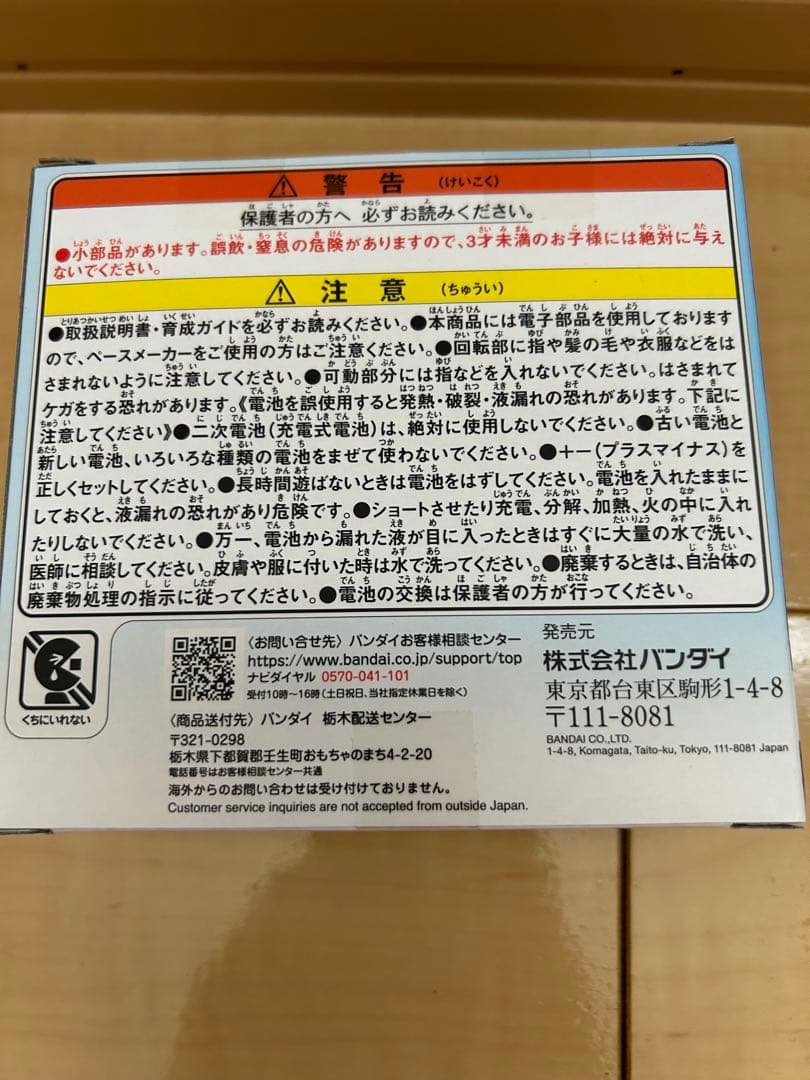 警告 (けいこく)
保護者の方へ 必ずお読みください。
●小部品があります。誤飲・窒息の危険がありますので、3才未満のお子様には絶対に与え
ないでください。
注意 (ちゅうい)
●取扱説明書・育成ガイドを必ずお読みください。●本商品には電子部品を使用しております
ので、ペースメーカーをご使用の方はご注意ください。●回転部に指や髪の毛や衣服などをは
さまれないように注意してください。●可動部分には指などを入れないでください。はさまれて
ケガをする恐れがあります。《電池を誤使用すると発熱・破裂・液漏れの恐れがあります。下記に
注意してください》●二次電池(充電式電池)は、絶対に使用しないでください。●古い電池と
新しい電池、いろいろな種類の電池をまぜて使わないでください。●+-(プラスマイナス)を
正しくセットしてください。●長時間遊ばないときは電池をはずしてください。電池を入れたままに
しておくと、液漏れの恐れがあり危険です。●ショートさせたり充電、分解、加熱、火の中に入れ
たりしないでください。●万一、電池から漏れた液が目に入ったときはすぐに大量の水で洗い、
医師に相談してください。皮膚や服に付いた時は水で洗ってください。●廃棄するときは、自治体の
廃棄物処理の指示に従ってください。●電池の交換は保護者の方が行ってください。
くちにいれない
〈お問い合せ先〉バンダイお客様相談センター
https://www.bandai.co.jp/support/top
ナビダイヤル 0570-041-101
受付10時〜16時(土日祝日、当社指定休業日を除く)
〈商品送付先〉バンダイ 栃木配送センター
〒321-0298
栃木県下都賀郡壬生町おもちゃのまち4-2-20
電話番号はお客様相談センター共通
海外からのお問い合わせは受け付けておりません。
Customer service inquiries are not accepted from outside Japan.
発売元
株式会社バンダイ
東京都台東区駒形1-4-8
〒111-8081
BANDAI CO.,LTD.
1-4-8, Komagata, Taito-ku, Tokyo, 111-8081 Japan